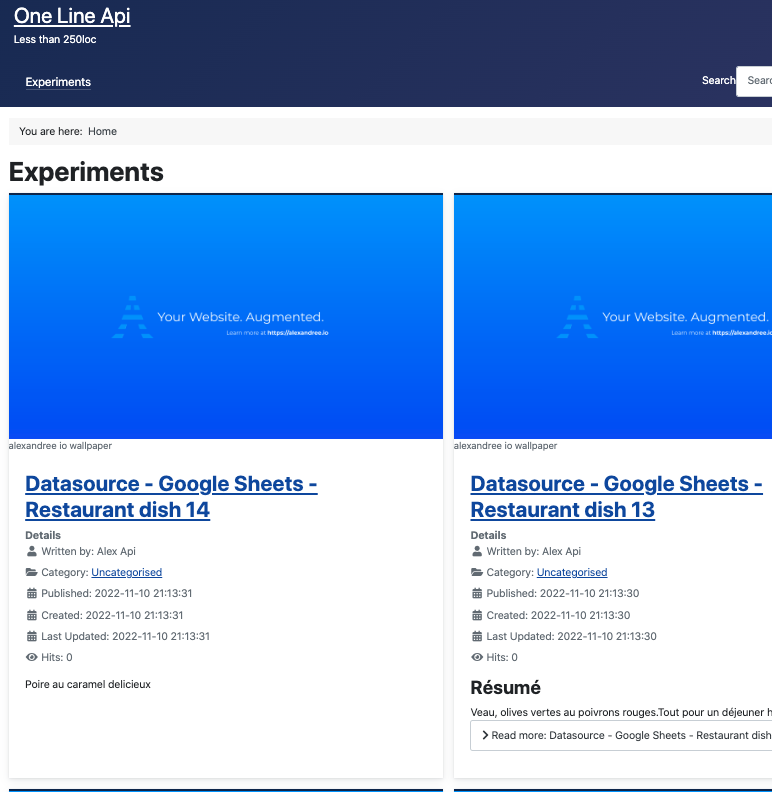 One Line Api
Less than 250loc
Experiments
Search
You are here: Home
Experiments
Your Website. Augmented.
Learn more at https://alexandree.io
alexandree io wallpaper
Datasource - Google Sheets -
Restaurant dish 14
Details
Written by: Alex Api
Category: Uncategorised
Published: 2022-11-10 21:13:31
Created: 2022-11-10 21:13:31
Last Updated: 2022-11-10 21:13:31
Hits: 0
Poire au caramel delicieux
Your Website. Augmented.
Learn more at https://alexandree.io
alexandree io wallpaper
Datasource - Google Sheets -
Restaurant dish 13
Details
Written by: Alex Api
Category: Uncategorised
Published: 2022-11-10 21:13:30
Created: 2022-11-10 21:13:30
Last Updated: 2022-11-10 21:13:30
Hits: 0
Résumé
Veau, olives vertes au poivrons rouges.Tout pour un déjeuner
Read more: Datasource - Google Sheets - Restaurant dish